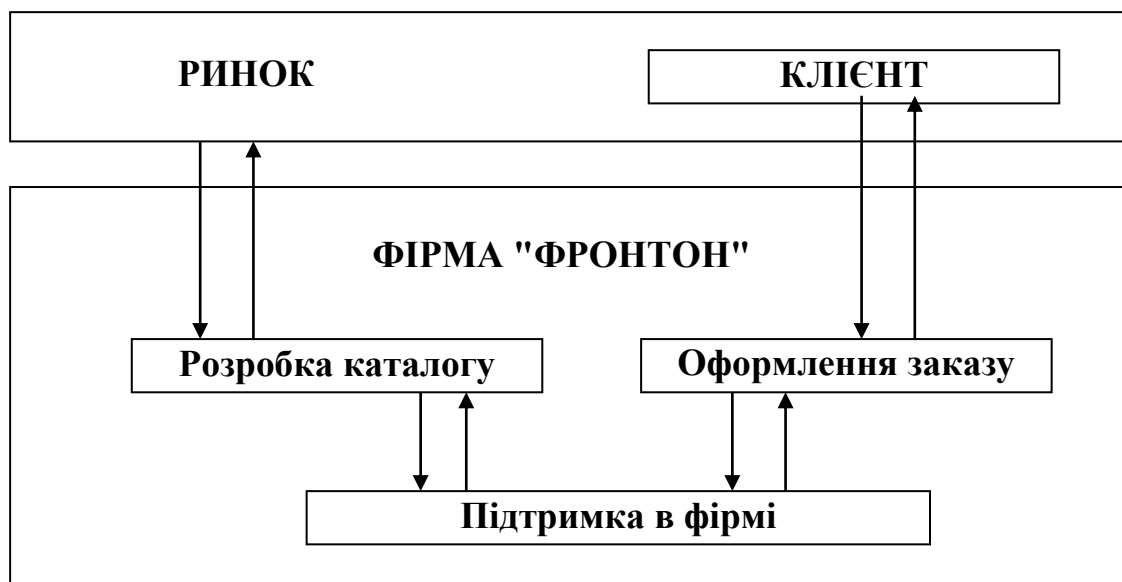 РИНОК
КЛІЄНТ
ФІРМА "ФРОНТОН"
Розробка каталогу
Оформлення заказу
Підтримка в фірмі